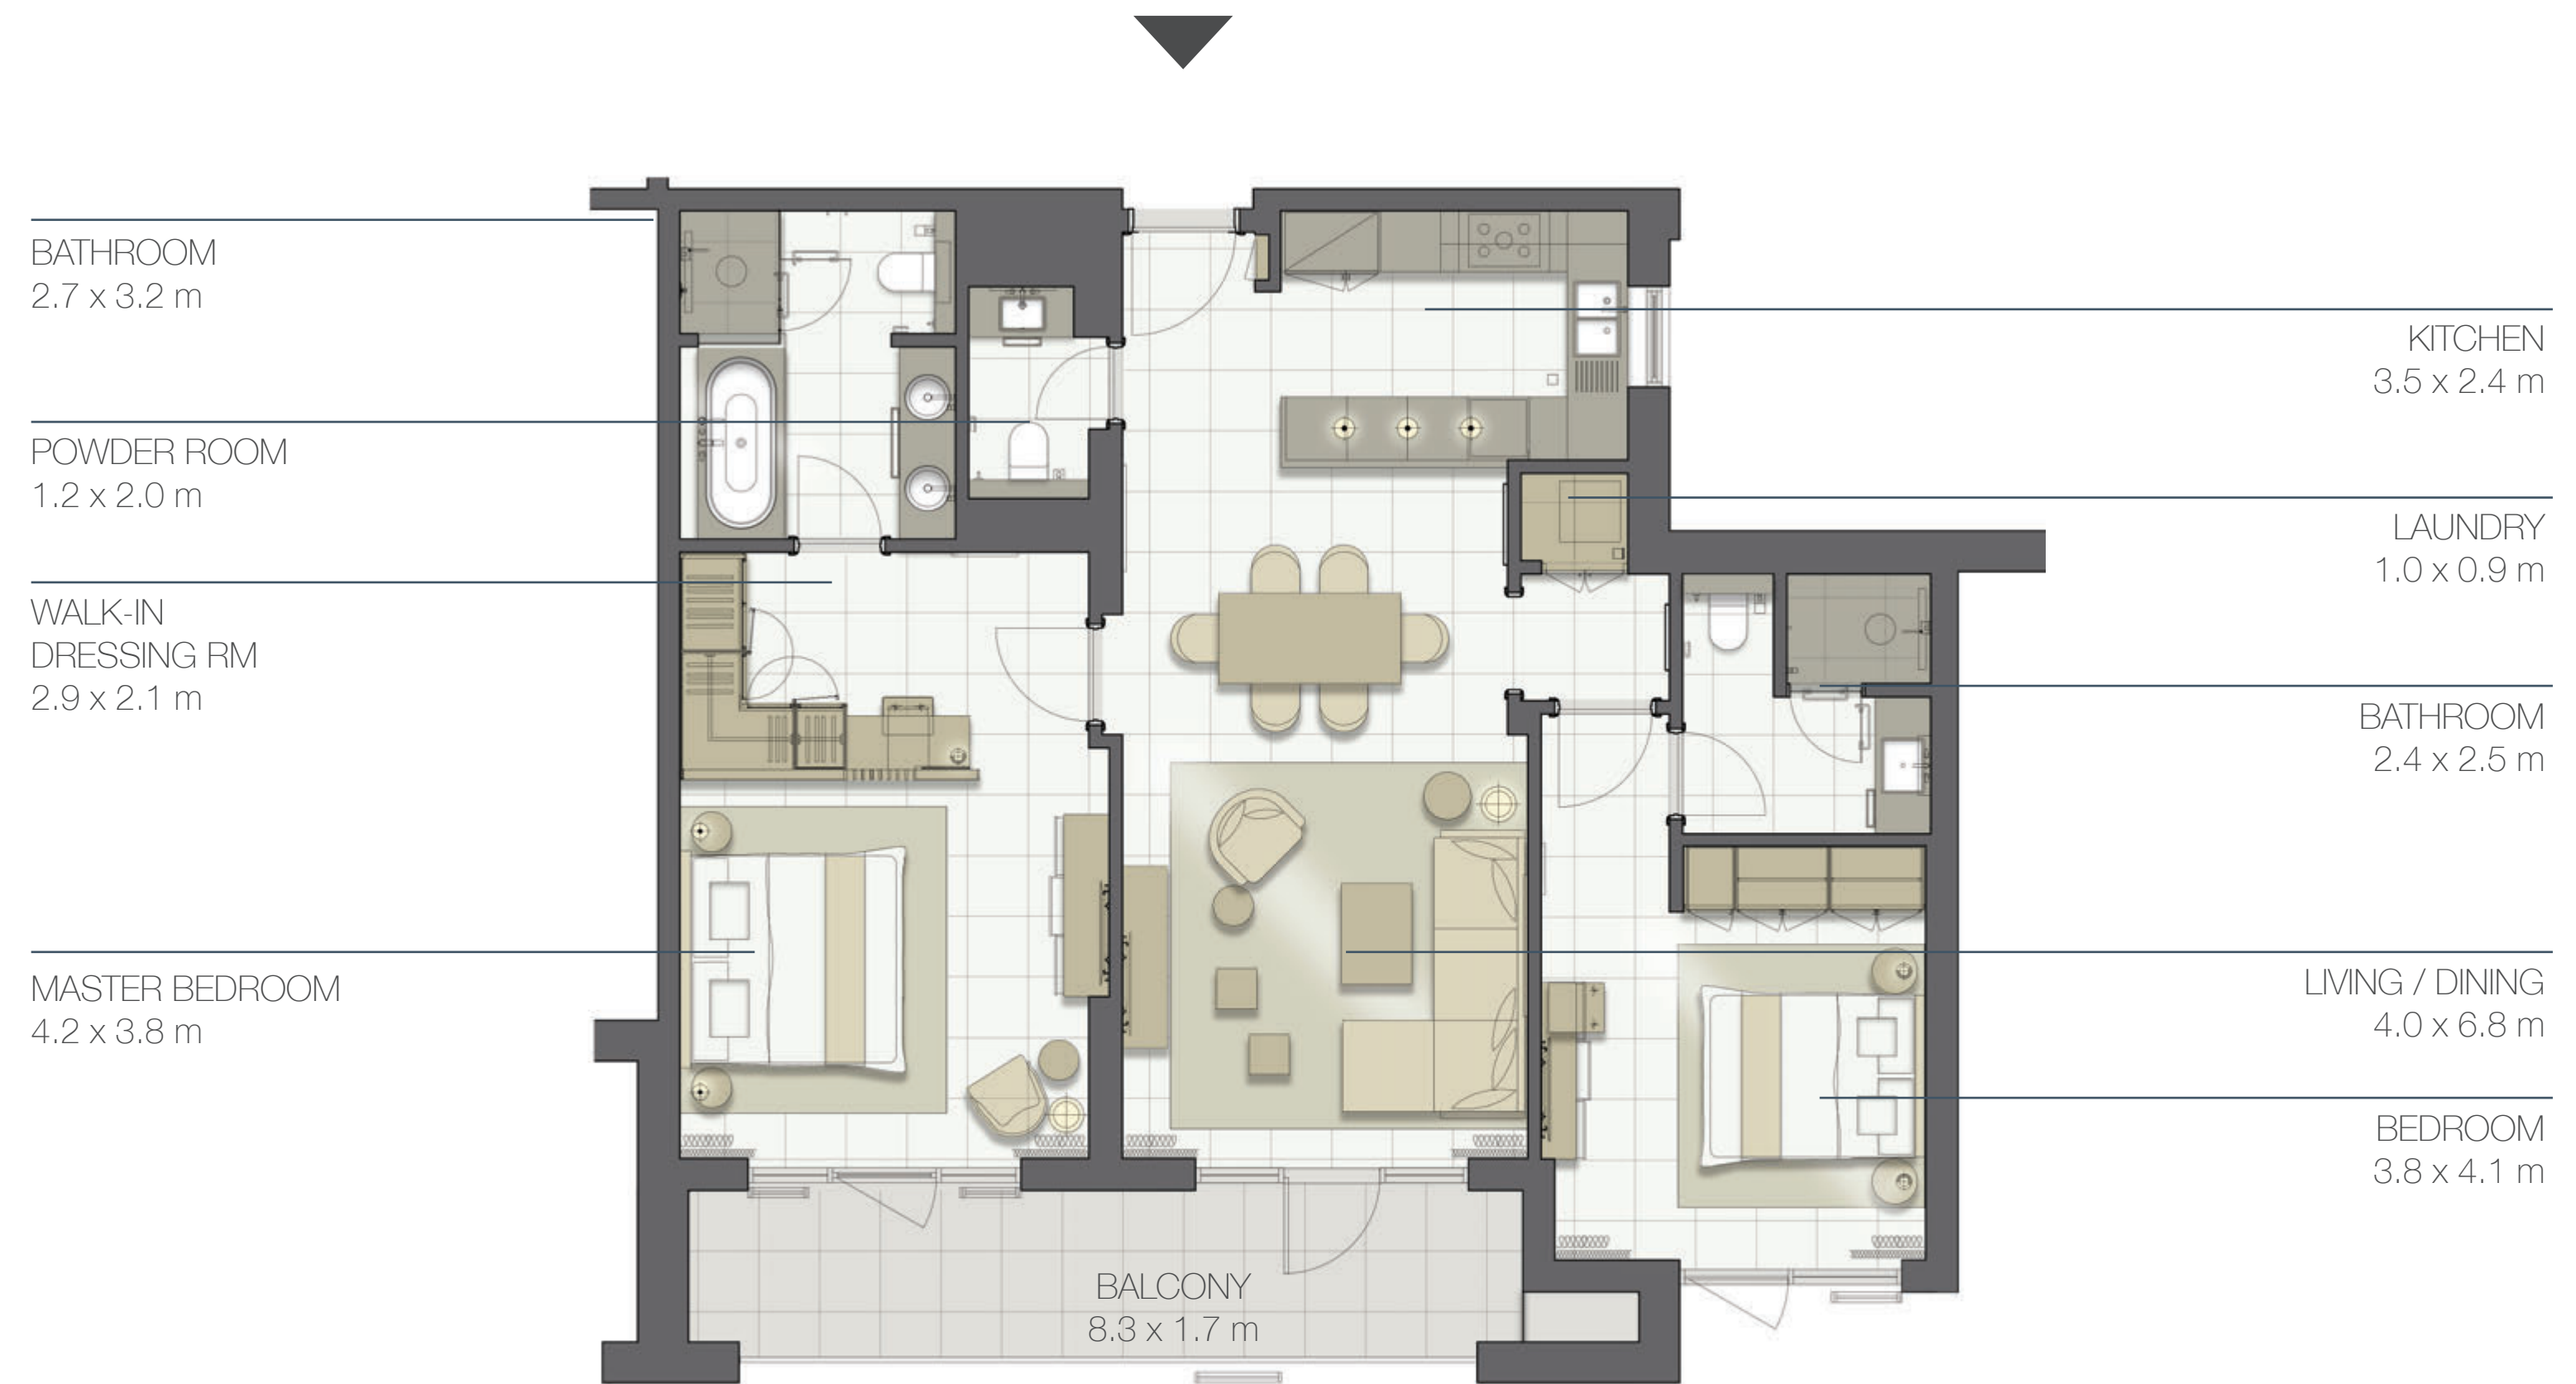 BATHROOM
2.7 x 3.2 m
POWDER ROOM
1.2 x 2.0 m
WALK-IN
DRESSING RM
2.9 x 2.1 m
MASTER BEDROOM
4.2 x 3.8 m
KITCHEN
3.5 x 2.4 m
LAUNDRY
1.0 x 0.9 m
BATHROOM
2.4 x 2.5 m
LIVING / DINING
4.0 x 6.8 m
BEDROOM
3.8 x 4.1 m
BALCONY
8.3 x 1.7 m